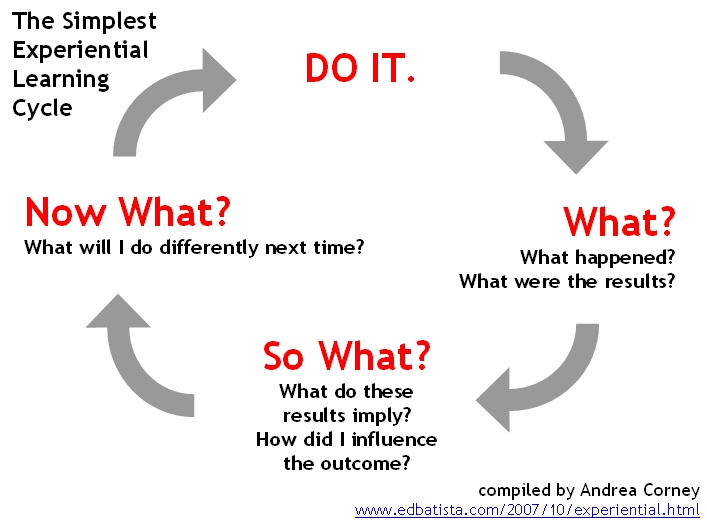 The Simplest
Experiential
Learning
Cycle
DO IT.
What?
What happened?
What were the results?
So What?
What do these
results imply?
How did I influence
the outcome?
Now What?
What will I do differently next time?
compiled by Andrea Corney
www.edbatista.com/2007/10/experiential.html